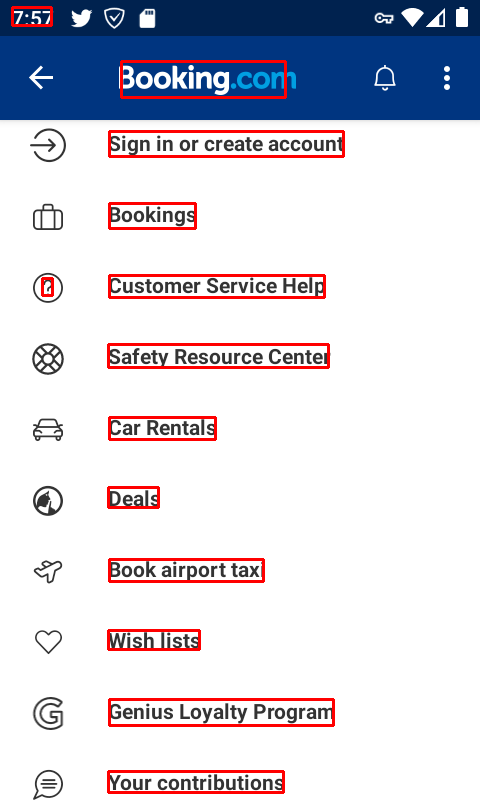 7:57
Booking.com
Sign in or create account
Bookings
? Customer Service Help
Safety Resource Center
Car Rentals
Deals
Book airport taxi
Wish lists
G Genius Loyalty Program
Your contributions